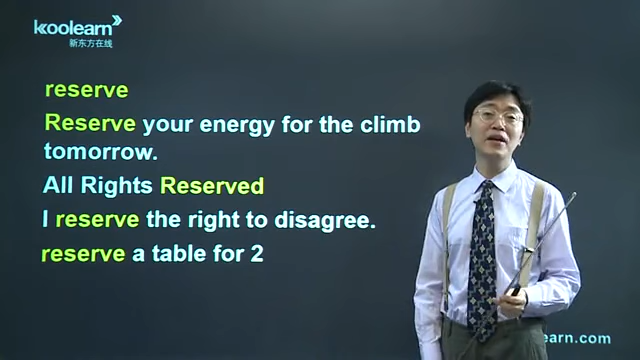 koolearn
新东方在线
reserve
Reserve your energy for the climb
tomorrow.
All Rights Reserved
I reserve the right to disagree.
reserve a table for 2
earn.com